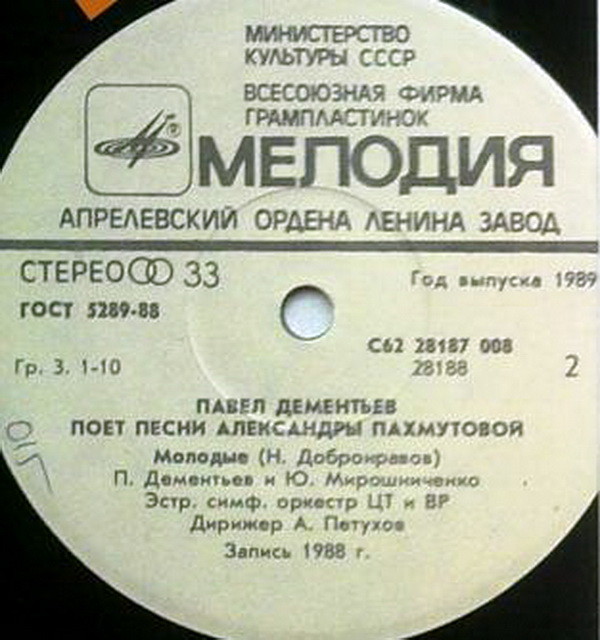 МИНИСТЕРСТВО
КУЛЬТУРЫ СССР
ВСЕСОЮЗНАЯ ФИРМА
ГРАМПЛАСТИНОК
®
МЕЛОДИЯ
АПРЕЛЕВСКИЙ ОРДЕНА ЛЕНИНА ЗАВОД
СТЕРЕО 33
Год выпуска 1989
ГОСТ 5289-88
С62 28187 008
Гр. 3. 1-10
28188
2
ПАВЕЛ ДЕМЕНТЬЕВ
ПОЕТ ПЕСНИ АЛЕКСАНДРЫ ПАХМУТОВОЙ
Молодые (Н. Добронравов)
П. Дементьев и Ю. Мирошниченко
Эстр. симф. оркестр ЦТ и ВР
Дирижер А. Петухов
Запись 1988 г.